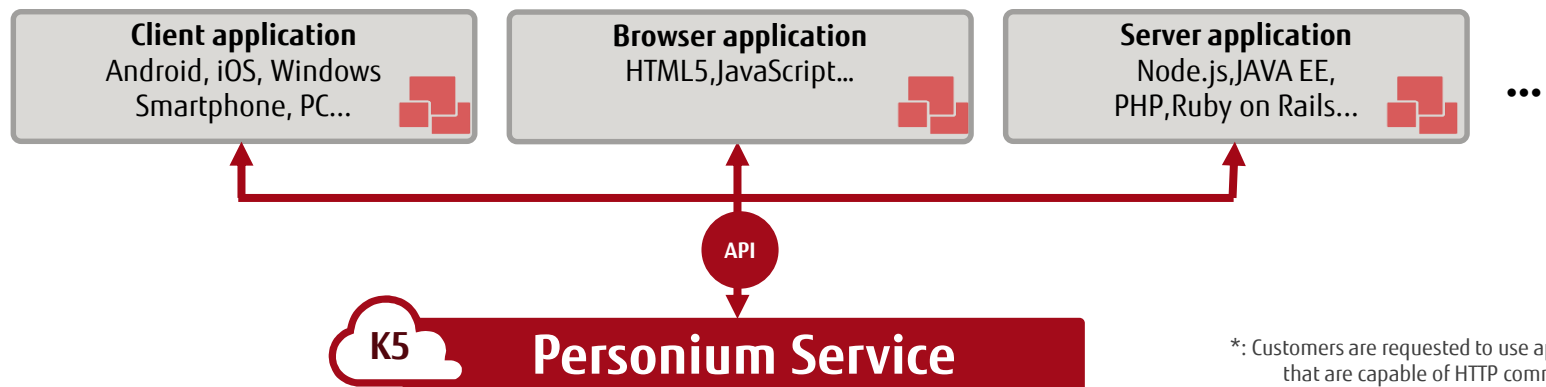 Client application
Android, iOS, Windows
Smartphone, PC...
Browser application
HTML5,JavaScript...
Server application
Node.js,JAVA EE,
PHP,Ruby on Rails...
...
API
K5
Personium Service
*: Customers are requested to use
that are capable of HTTP